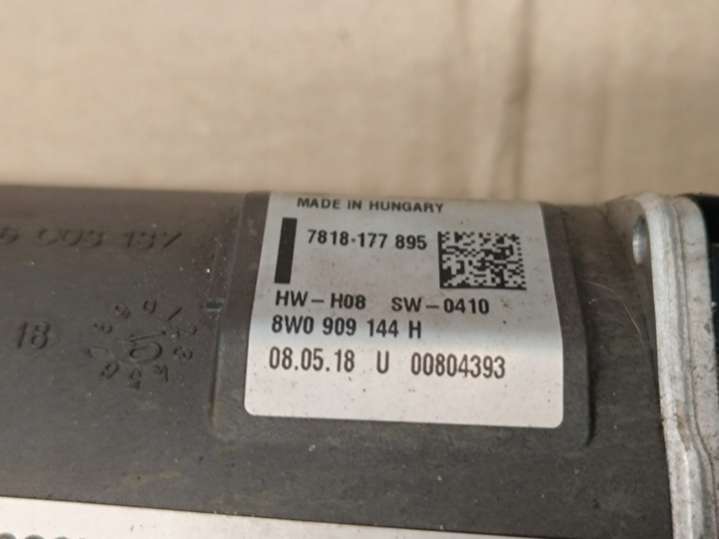 MADE IN HUNGARY
7818-177 895
HW-H08 SW-0410
8W0 909 144 H
08.05.18 U 00804393
18